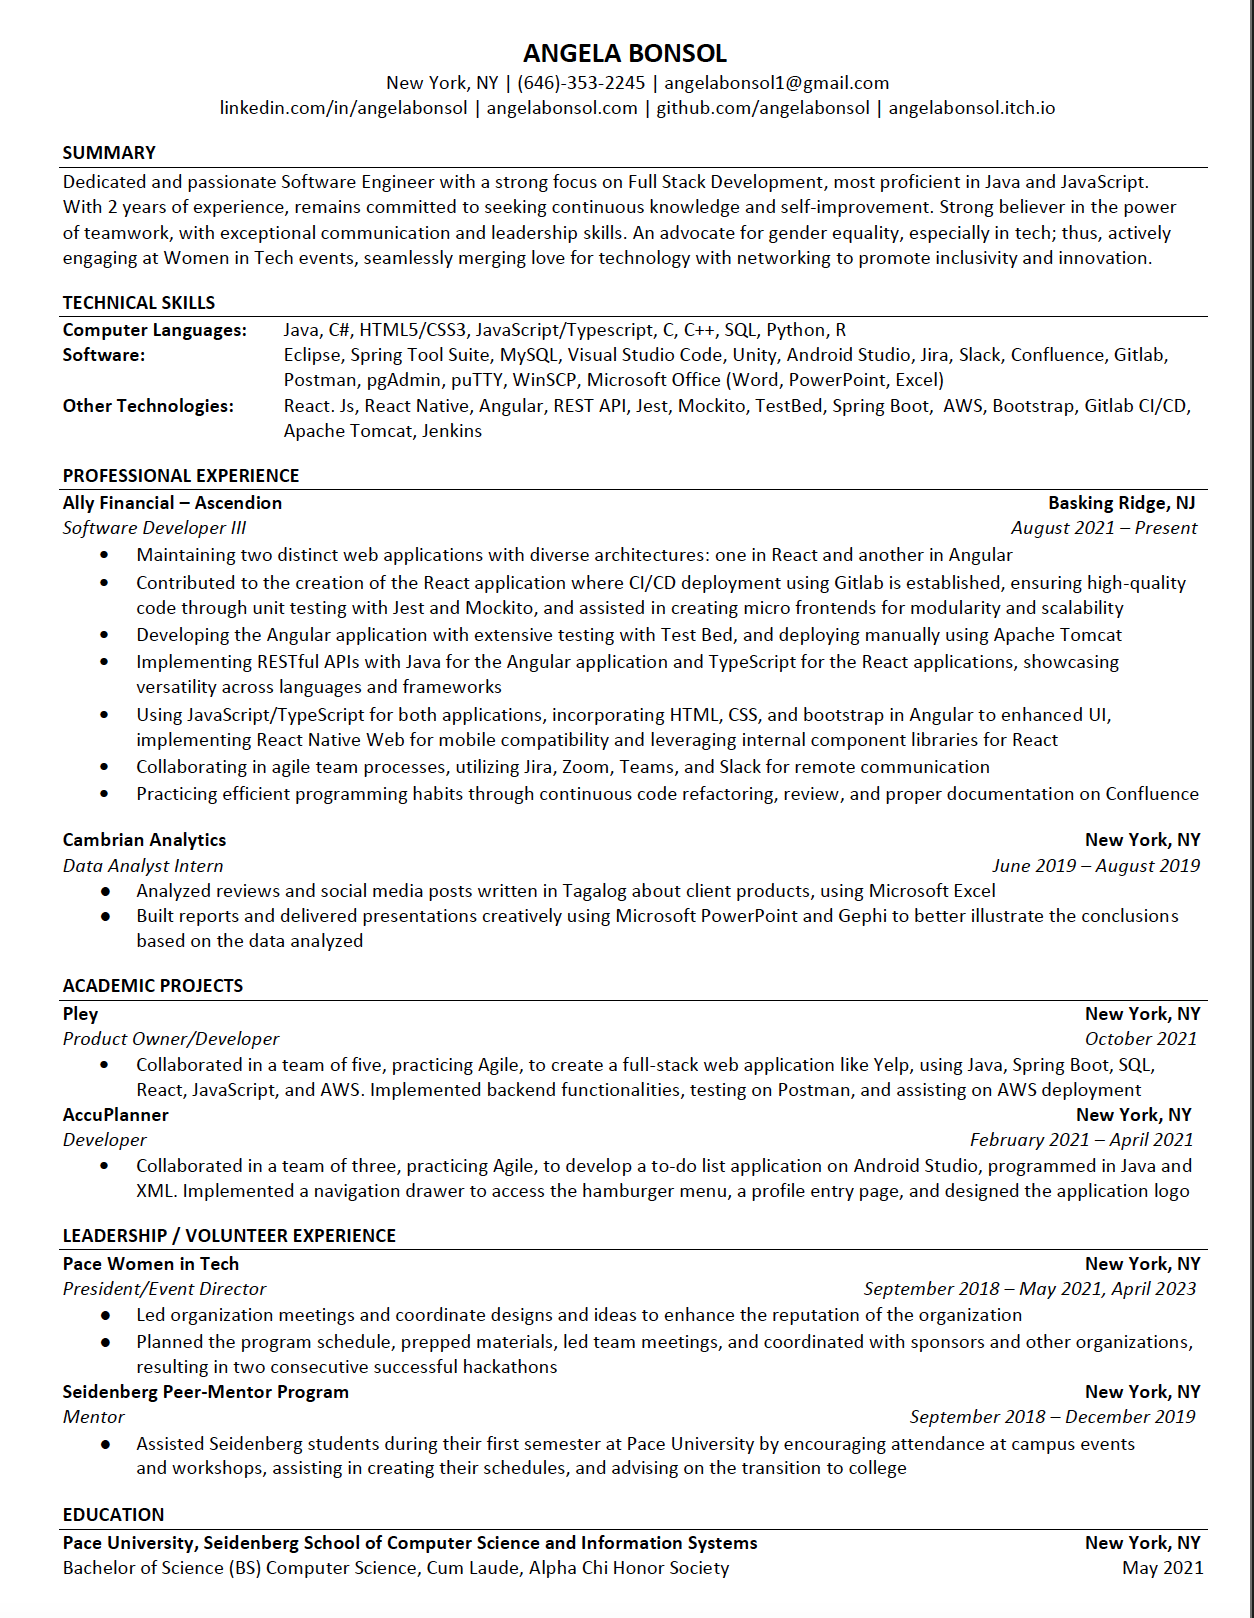 ANGELA BONSOL
New York, NY | (646)-353-2245 | angelabonsol1@gmail.com
linkedin.com/in/angelabonsol | angelabonsol.com | github.com/angelabonsol | angelabonsol.itch.io
SUMMARY
Dedicated and passionate Software Engineer with a strong focus on Full Stack Development, most proficient in Java and JavaScript.
With 2 years of experience, remains committed to seeking continuous knowledge and self-improvement. Strong believer in the power
of teamwork, with exceptional communication and leadership skills. An advocate for gender equality, especially in tech; thus, actively
engaging at Women in Tech events, seamlessly merging love for technology with networking to promote inclusivity and innovation.
TECHNICAL SKILLS
Computer Languages: Java, C#, HTML5/CSS3, JavaScript/Typescript, C, C++, SQL, Python, R
Software: Eclipse, Spring Tool Suite, MySQL, Visual Studio Code, Unity, Android Studio, Jira, Slack, Confluence, Gitlab,
Postman, pgAdmin, puTTY, WinSCP, Microsoft Office (Word, PowerPoint, Excel)
Other Technologies: React. Js, React Native, Angular, REST API, Jest, Mockito, TestBed, Spring Boot,  AWS, Bootstrap, Gitlab CI/CD,
Apache Tomcat, Jenkins
PROFESSIONAL EXPERIENCE
Ally Financial – Ascendion Basking Ridge, NJ
Software Developer III August 2021 – Present
● Maintaining two distinct web applications with diverse architectures: one in React and another in Angular
● Contributed to the creation of the React application where CI/CD deployment using Gitlab is established, ensuring high-quality
code through unit testing with Jest and Mockito, and assisted in creating micro frontends for modularity and scalability
● Developing the Angular application with extensive testing with Test Bed, and deploying manually using Apache Tomcat
● Implementing RESTful APIs with Java for the Angular application and TypeScript for the React applications, showcasing
versatility across languages and frameworks
● Using JavaScript/TypeScript for both applications, incorporating HTML, CSS, and bootstrap in Angular to enhanced UI,
implementing React Native Web for mobile compatibility and leveraging internal component libraries for React
● Collaborating in agile team processes, utilizing Jira, Zoom, Teams, and Slack for remote communication
● Practicing efficient programming habits through continuous code refactoring, review, and proper documentation on Confluence
Cambrian Analytics New York, NY
Data Analyst Intern June 2019 – August 2019
● Analyzed reviews and social media posts written in Tagalog about client products, using Microsoft Excel
● Built reports and delivered presentations creatively using Microsoft PowerPoint and Gephi to better illustrate the conclusions
based on the data analyzed
ACADEMIC PROJECTS
Pley New York, NY
Product Owner/Developer October 2021
● Collaborated in a team of five, practicing Agile, to create a full-stack web application like Yelp, using Java, Spring Boot, SQL,
React, JavaScript, and AWS. Implemented backend functionalities, testing on Postman, and assisting on AWS deployment
AccuPlanner New York, NY
Developer February 2021 – April 2021
● Collaborated in a team of three, practicing Agile, to develop a to-do list application on Android Studio, programmed in Java and
XML. Implemented a navigation drawer to access the hamburger menu, a profile entry page, and designed the application logo
LEADERSHIP / VOLUNTEER EXPERIENCE
Pace Women in Tech New York, NY
President/Event Director September 2018 – May 2021, April 2023
● Led organization meetings and coordinate designs and ideas to enhance the reputation of the organization
● Planned the program schedule, prepped materials, led team meetings, and coordinated with sponsors and other organizations,
resulting in two consecutive successful hackathons
Seidenberg Peer-Mentor Program New York, NY
Mentor September 2018 – December 2019
● Assisted Seidenberg students during their first semester at Pace University by encouraging attendance at campus events
and workshops, assisting in creating their schedules, and advising on the transition to college
EDUCATION
Pace University, Seidenberg School of Computer Science and Information Systems New York, NY
Bachelor of Science (BS) Computer Science, Cum Laude, Alpha Chi Honor Society May 2021